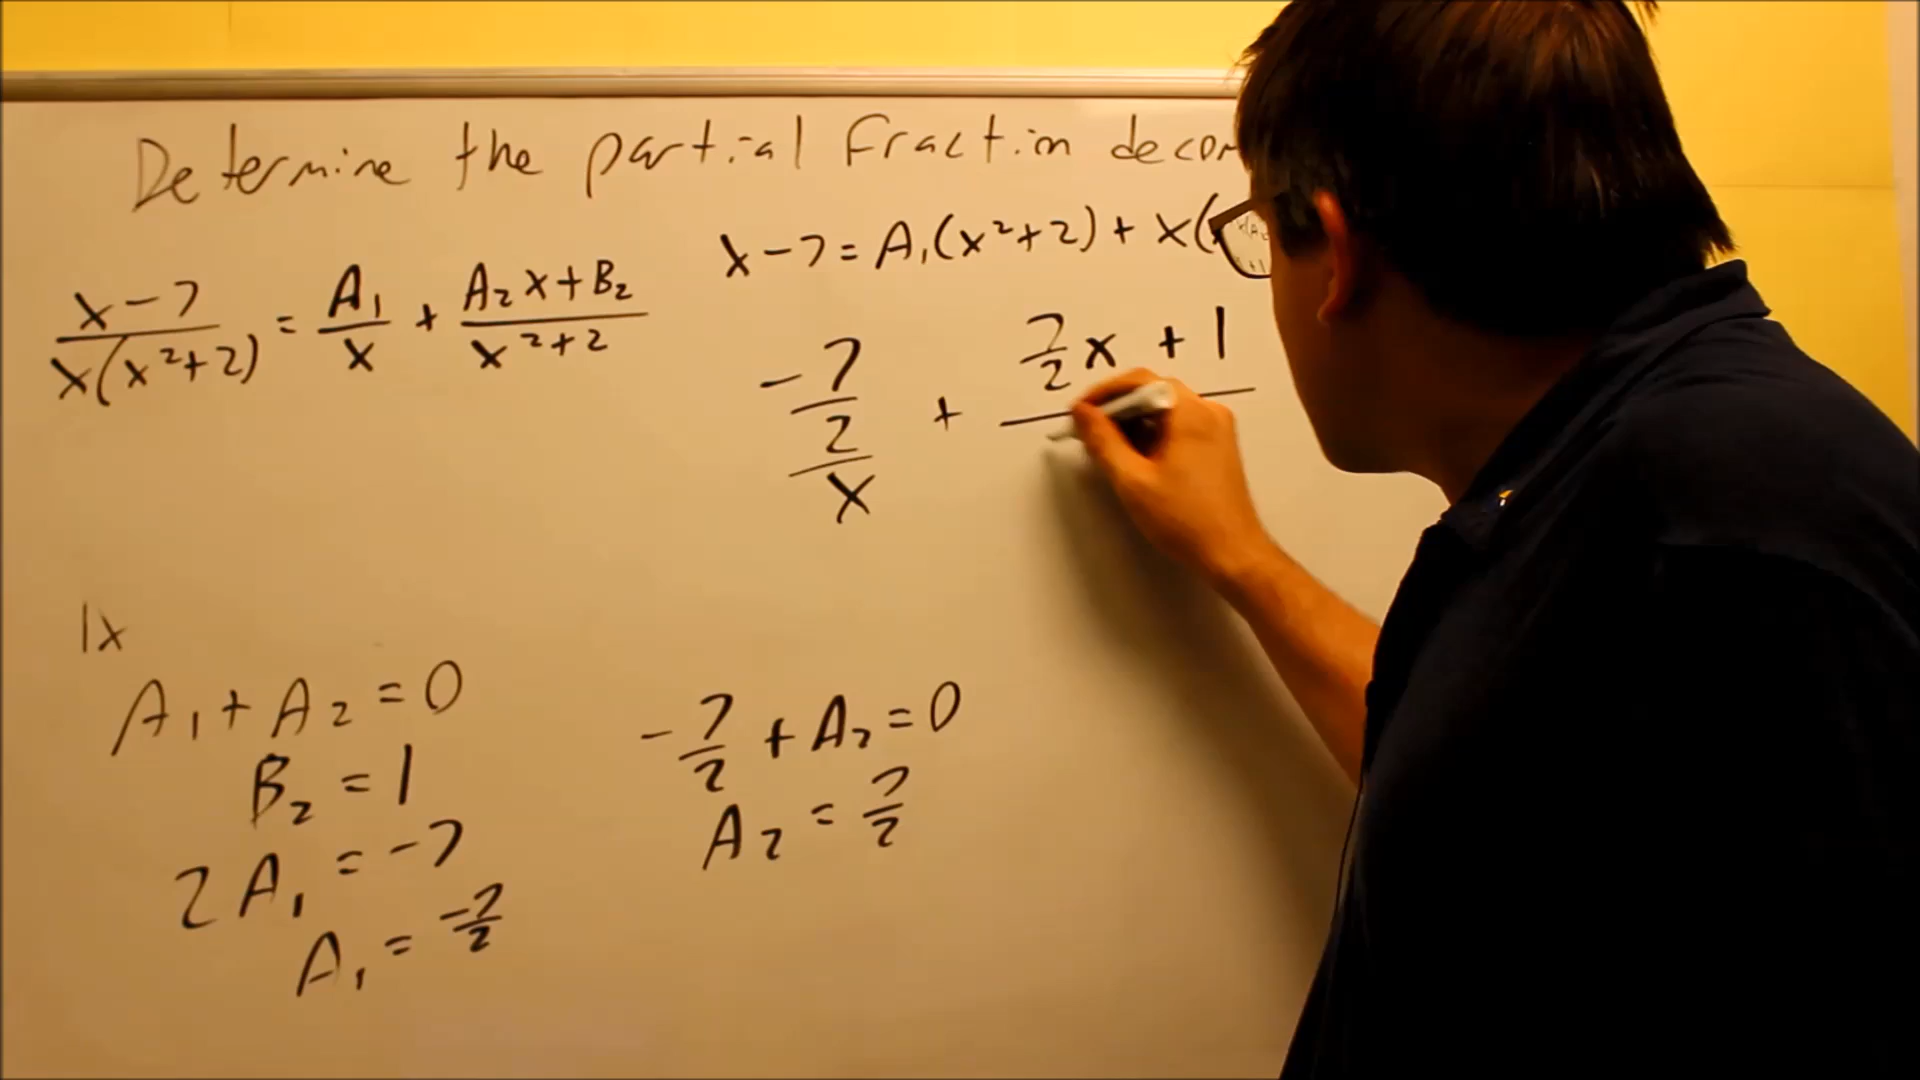 Determine the partial fraction decom
x-7/x(x²+2) = A₁/x + A₂x+B₂/x²+2
x-7 = A₁(x²+2) + x(
-7/2/x + 7/2x + 1
1x
A₁ + A₂ = 0
B₂ = 1
2A₁ = -7
A₁ = -7/2
-7/2 + A₂ = 0
A₂ = 7/2